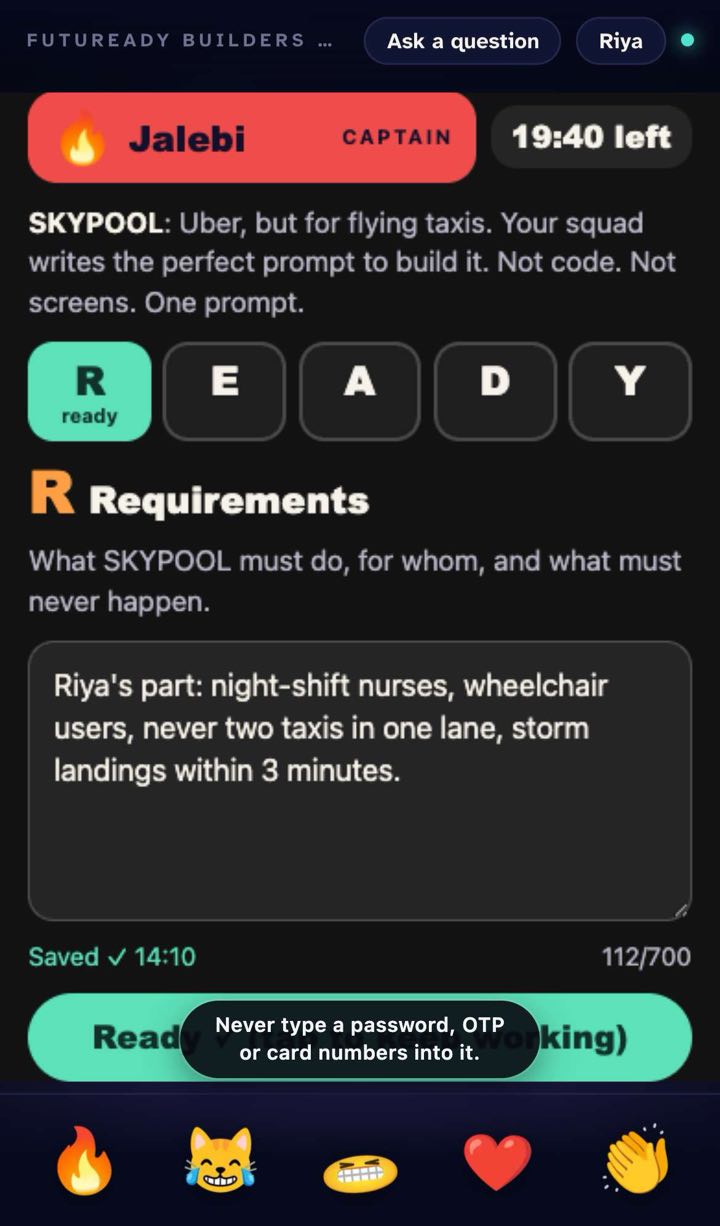 FUTUREADY BUILDERS …
Ask a question
Riya
Jalebi
CAPTAIN
19:40 left
SKYPOOL: Uber, but for flying taxis. Your squad
writes the perfect prompt to build it. Not code. Not
screens. One prompt.
R
ready
E
A
D
Y
R Requirements
What SKYPOOL must do, for whom, and what must
never happen.
Riya's part: night-shift nurses, wheelchair
users, never two taxis in one lane, storm
landings within 3 minutes.
Saved ✓ 14:10
112/700
Ready ✓ (tap to keep working)
Never type a password, OTP
or card numbers into it.